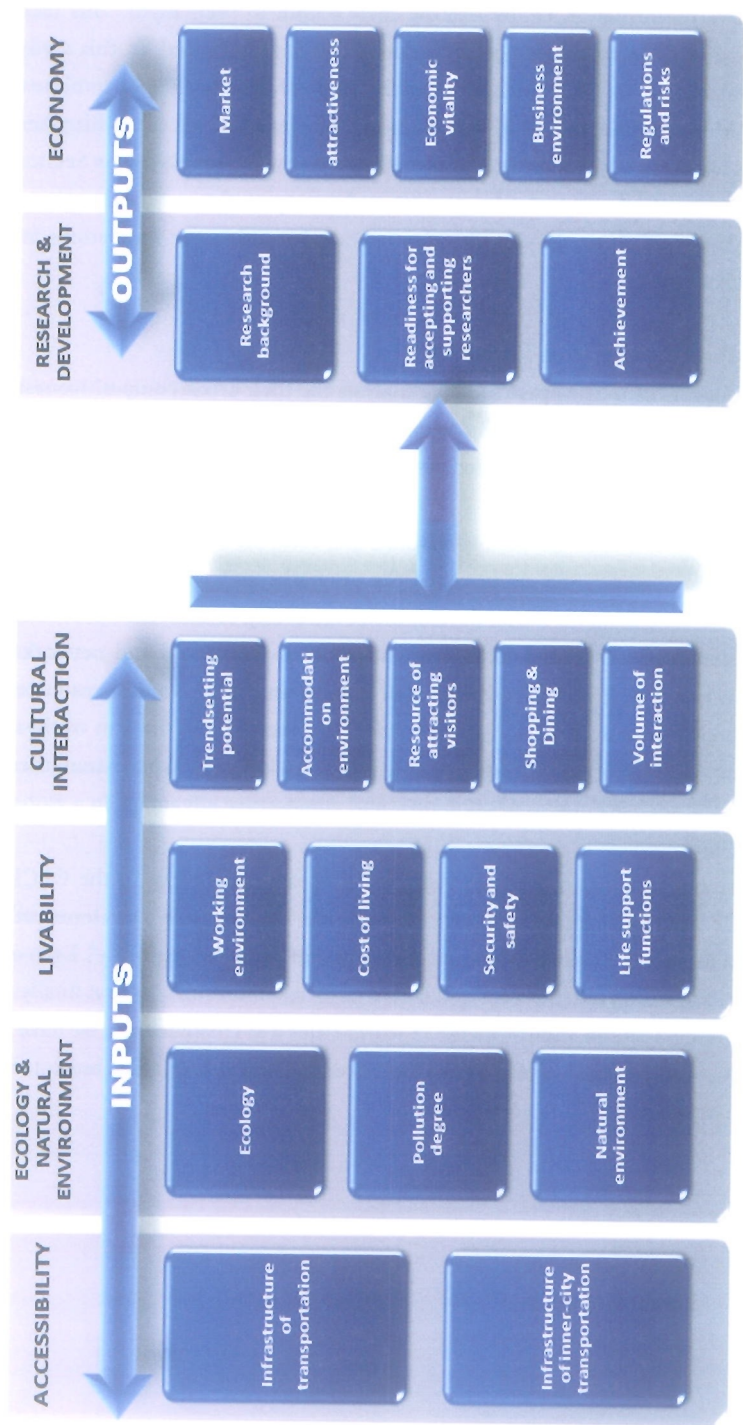 ACCESSIBILITY
Infrastructure
of
transportation
Infrastructure
of inner-city
transportation
ECOLOGY &
NATURAL
ENVIRONMENT
Ecology
Pollution
degree
Natural
environment
LIVABILITY
Working
environment
Cost of living
Security and
safety
Life support
functions
CULTURAL
INTERACTION
Trendsetting
potential
Accommodati
on
environment
Resource of
attracting
visitors
Shopping &
Dining
Volume of
interaction
INPUTS
RESEARCH &
DEVELOPMENT
Research
background
Readiness for
accepting and
supporting
researchers
Achievement
ECONOMY
Market
attractiveness
Economic
vitality
Business
environment
Regulations
and risks
OUTPUTS